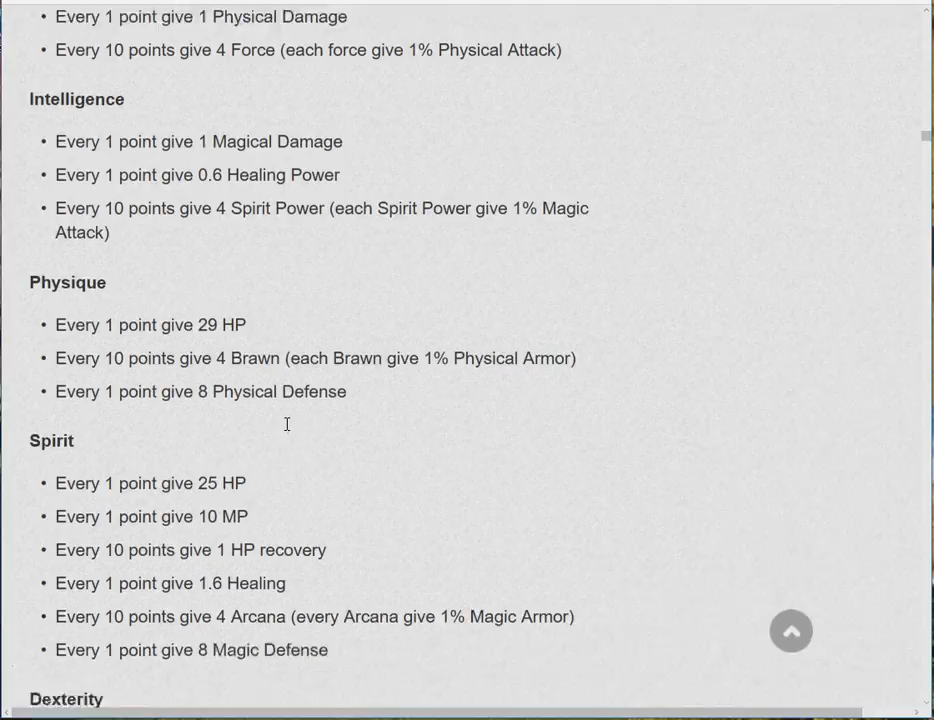 • Every 1 point give 1 Physical Damage
• Every 10 points give 4 Force (each force give 1% Physical Attack)
Intelligence
• Every 1 point give 1 Magical Damage
• Every 1 point give 0.6 Healing Power
• Every 10 points give 4 Spirit Power (each Spirit Power give 1% Magic
Attack)
Physique
• Every 1 point give 29 HP
• Every 10 points give 4 Brawn (each Brawn give 1% Physical Armor)
• Every 1 point give 8 Physical Defense
Spirit
• Every 1 point give 25 HP
• Every 1 point give 10 MP
• Every 10 points give 1 HP recovery
• Every 1 point give 1.6 Healing
• Every 10 points give 4 Arcana (every Arcana give 1% Magic Armor)
• Every 1 point give 8 Magic Defense
Dexterity